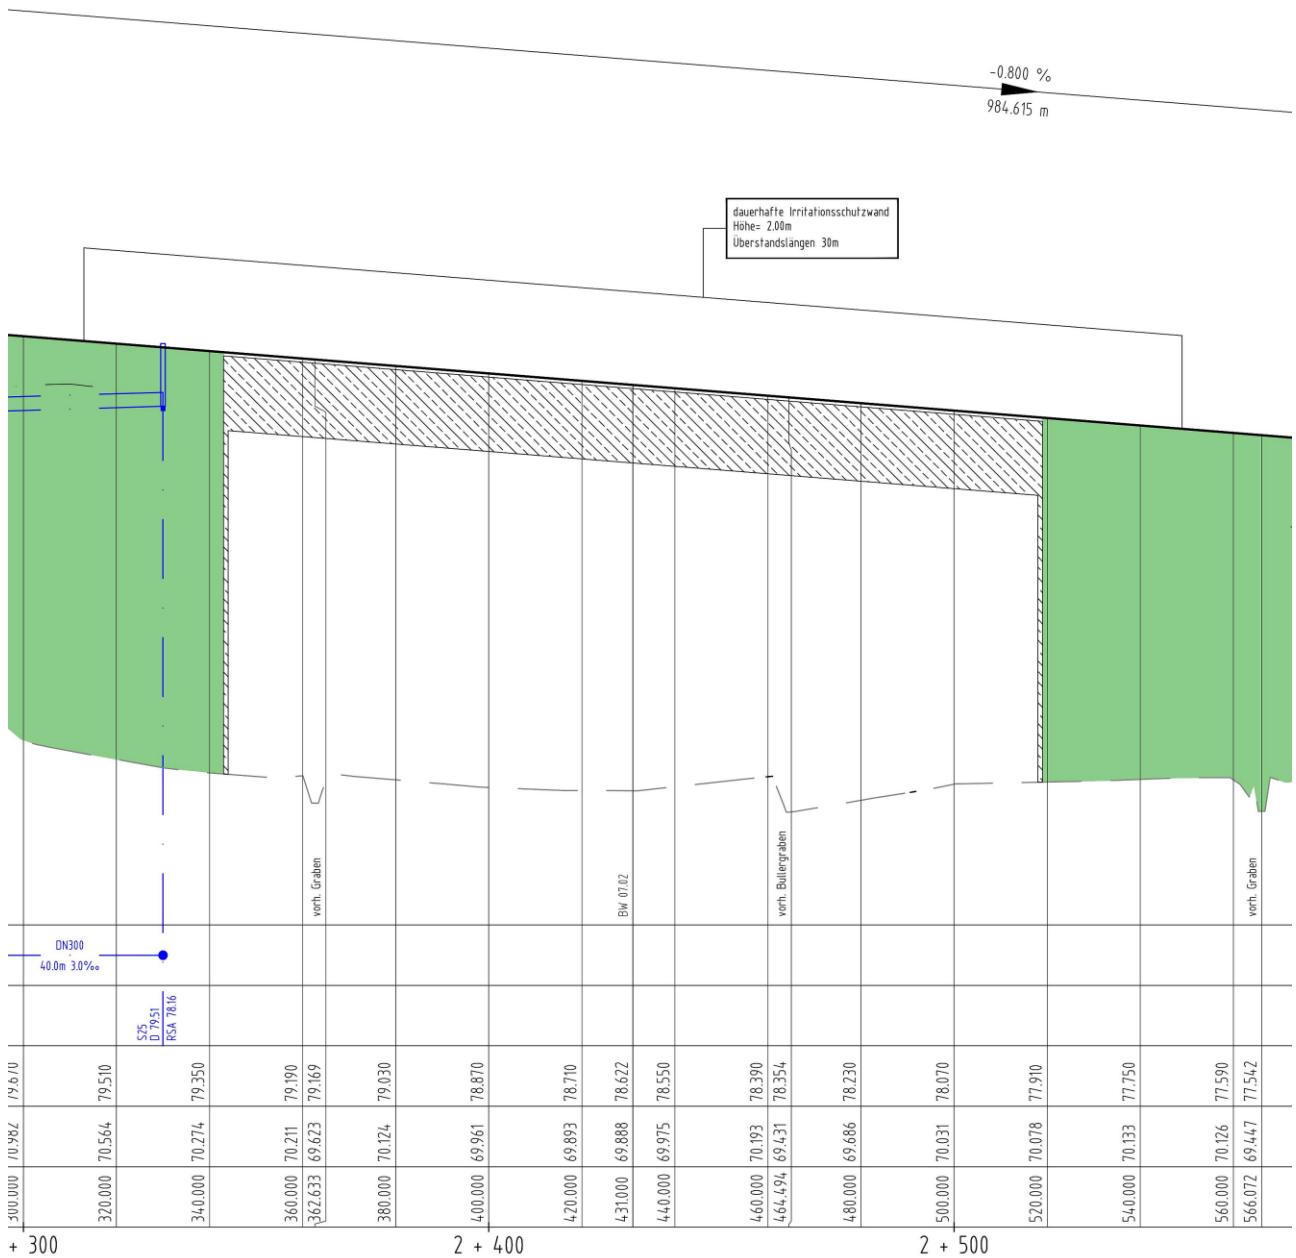 -0.800 %
984.615 m
dauerhafte Irritationsschutzwand
Höhe= 2,00m
Überstandslängen 30m
vorh. Graben
BW 07.02
vorh. Bullergraben
vorh. Graben
DN300
40.0m 3.0‰
S25
D 79.51
RSA 78.16
79.670 79.510 79.350 79.190 79.169 79.030 78.870 78.710 78.622 78.550 78.390 78.354 78.230 78.070 77.910 77.750 77.590 77.542
70.982 70.564 70.274 70.211 69.623 70.124 69.961 69.893 69.888 69.975 70.193 69.431 69.686 70.031 70.078 70.133 70.126 69.447
300.000 320.000 340.000 360.000 362.633 380.000 400.000 420.000 431.000 440.000 460.000 464.494 480.000 500.000 520.000 540.000 560.000 566.072
+ 300 2 + 400 2 + 500